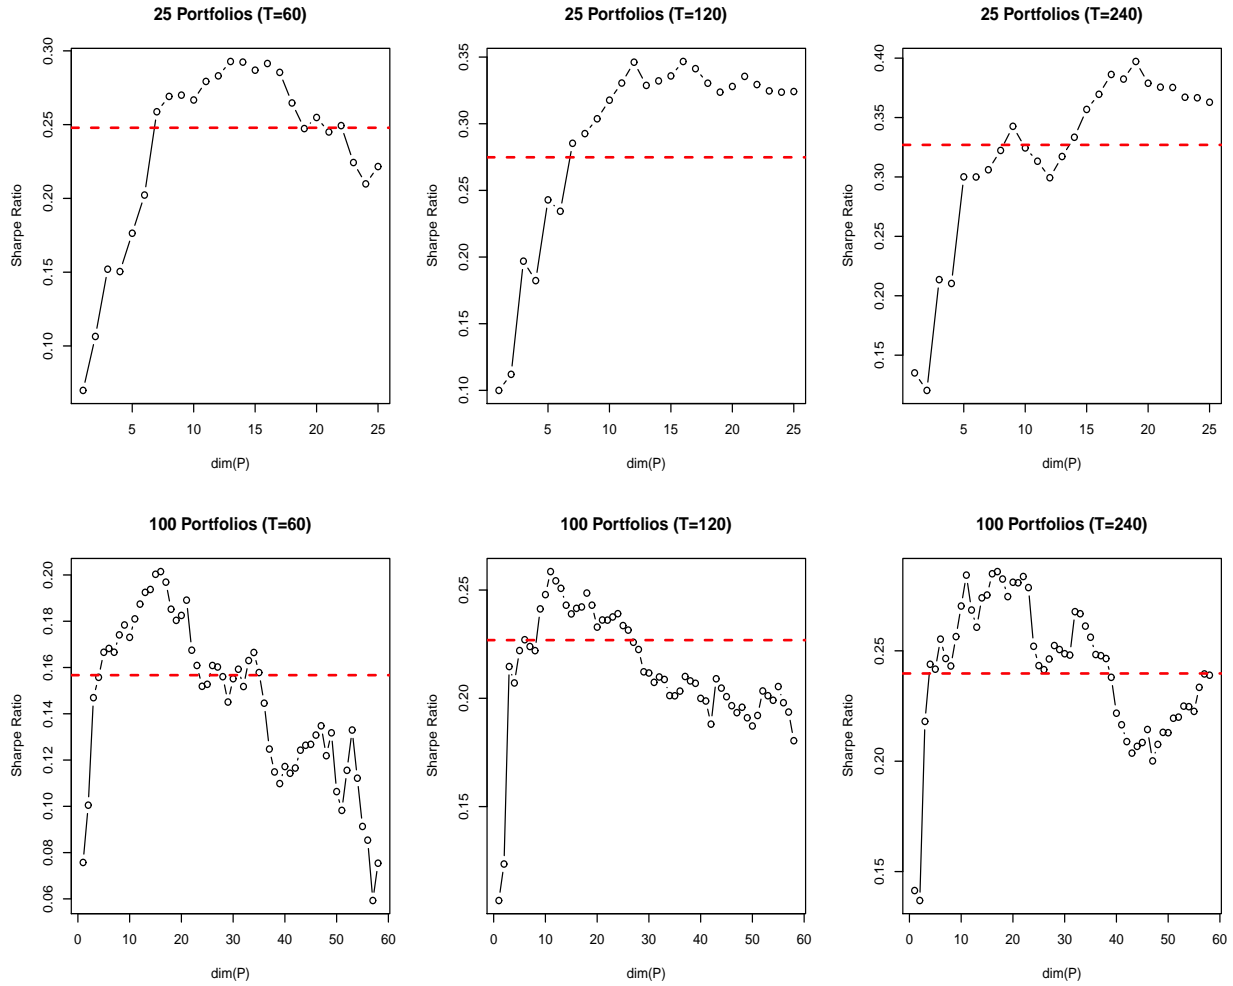 25 Portfolios (T=60)
Sharpe Ratio
0.10 0.15 0.20 0.25 0.30
5 10 15 20 25
dim(P)
25 Portfolios (T=120)
Sharpe Ratio
0.10 0.15 0.20 0.25 0.30 0.35
5 10 15 20 25
dim(P)
25 Portfolios (T=240)
Sharpe Ratio
0.15 0.20 0.25 0.30 0.35 0.40
5 10 15 20 25
dim(P)
100 Portfolios (T=60)
Sharpe Ratio
0.06 0.08 0.10 0.12 0.14 0.16 0.18 0.20
0 10 20 30 40 50 60
dim(P)
100 Portfolios (T=120)
Sharpe Ratio
0.15 0.20 0.25
0 10 20 30 40 50 60
dim(P)
100 Portfolios (T=240)
Sharpe Ratio
0.15 0.20 0.25
0 10 20 30 40 50 60
dim(P)